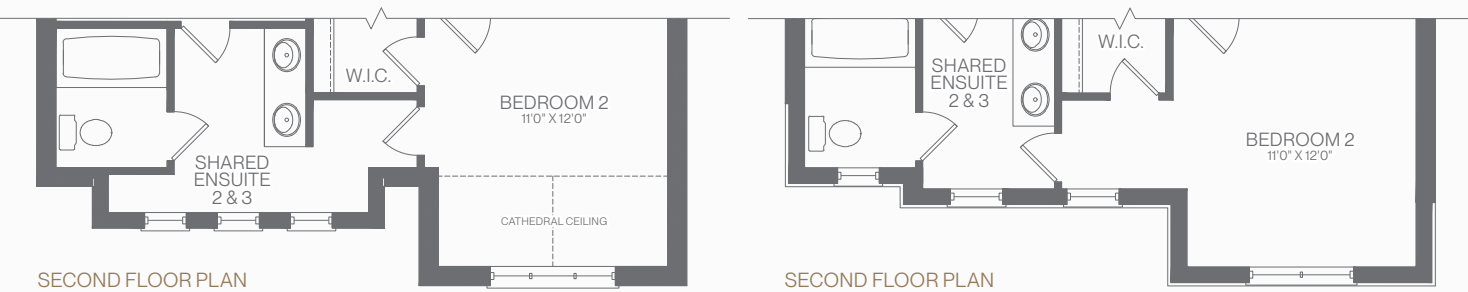 W.I.C.
BEDROOM 2
11'0" X 12'0"
SHARED
ENSUITE
2 & 3
CATHEDRAL CEILING
SECOND FLOOR PLAN
W.I.C.
SHARED
ENSUITE
2 & 3
BEDROOM 2
11'0" X 12'0"
SECOND FLOOR PLAN